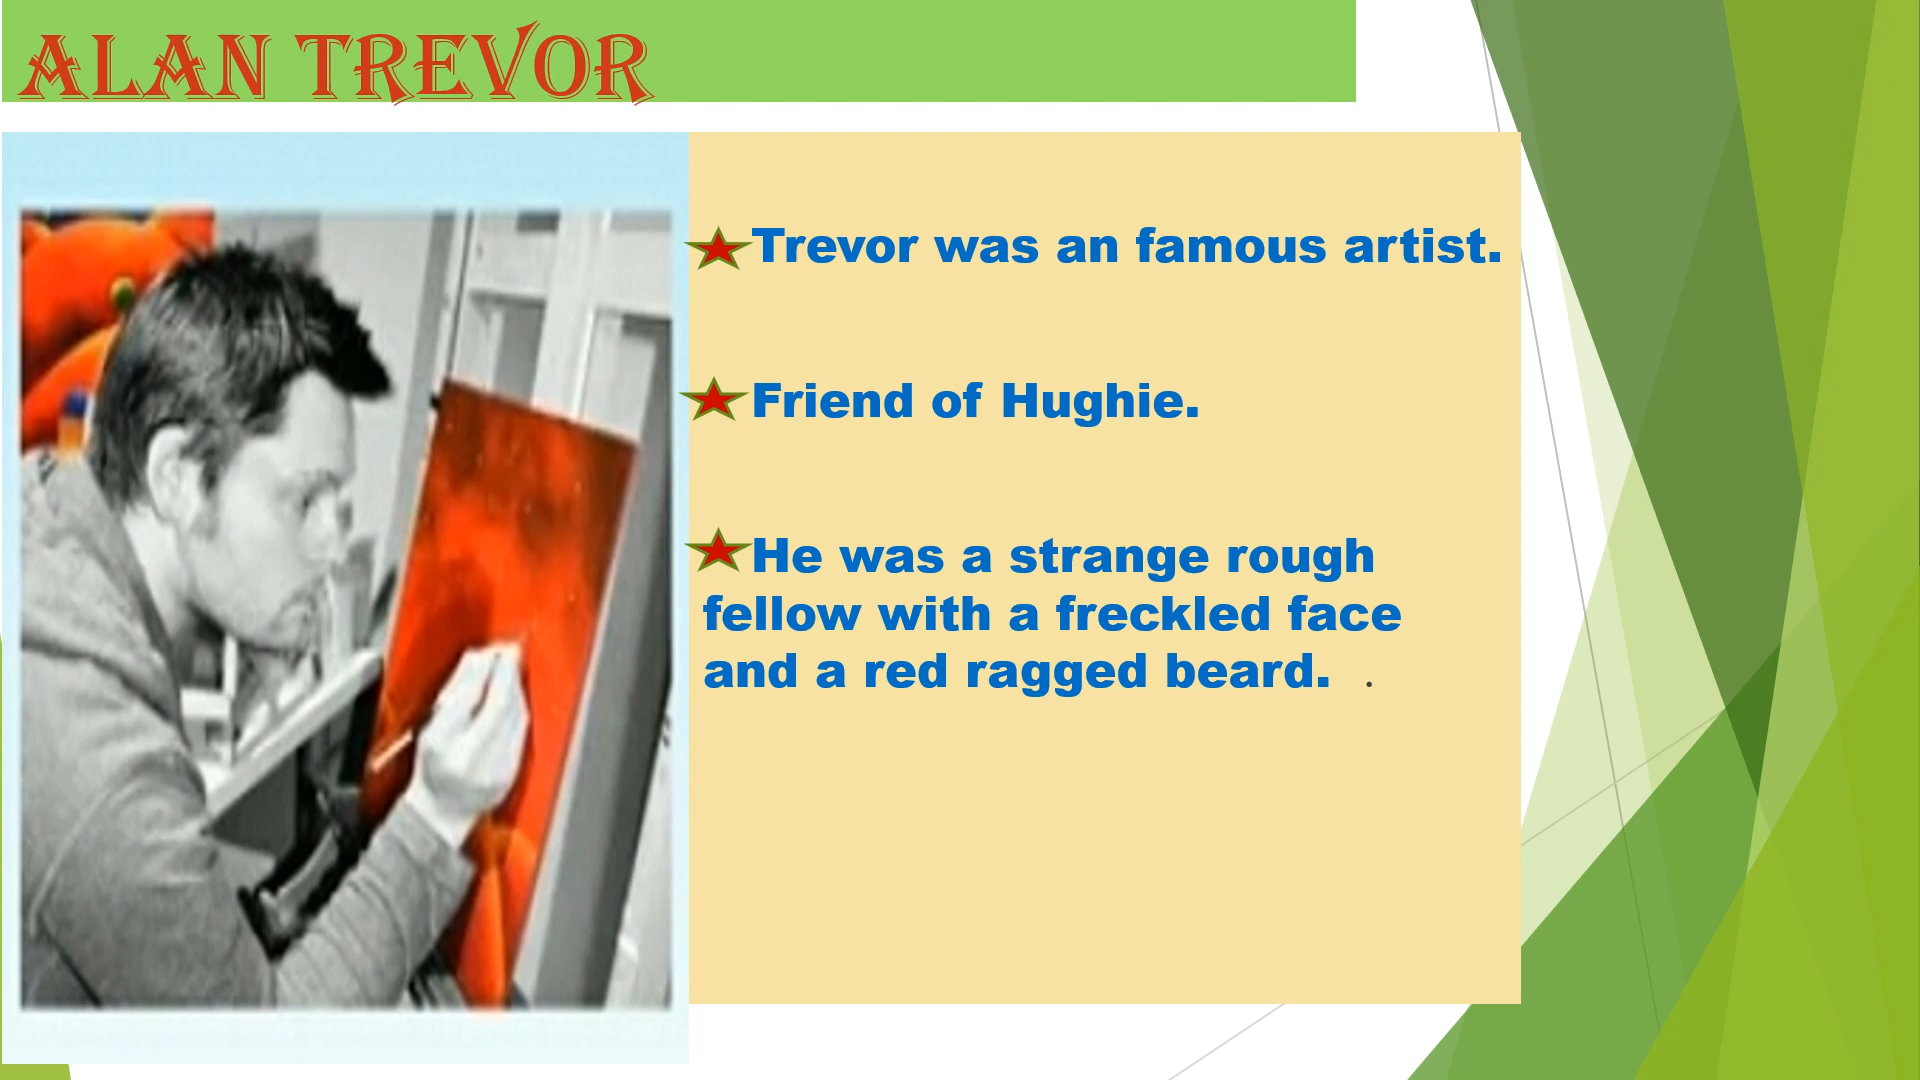 ALAN TREVOR
Trevor was an famous artist.
Friend of Hughie.
He was a strange rough
fellow with a freckled face
and a red ragged beard. .